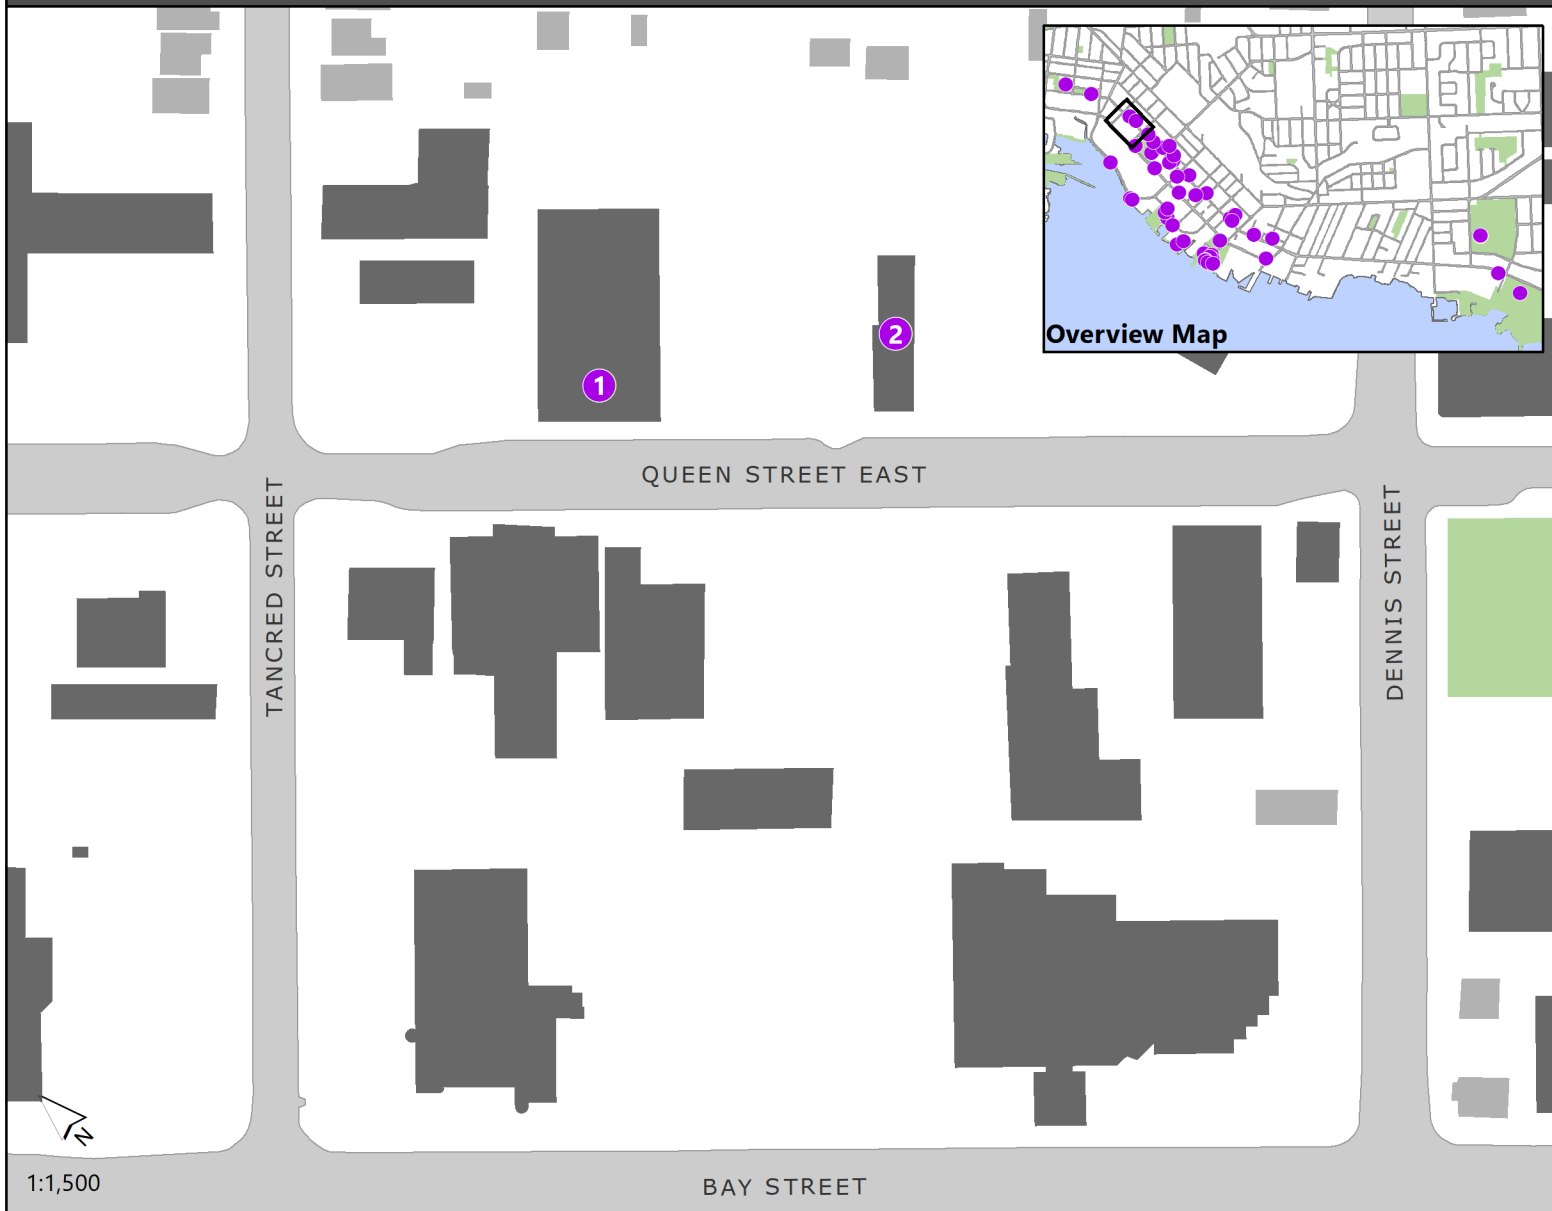 Overview Map
2
1
QUEEN STREET EAST
TANCRED STREET
DENNIS STREET
N
1:1,500
BAY STREET